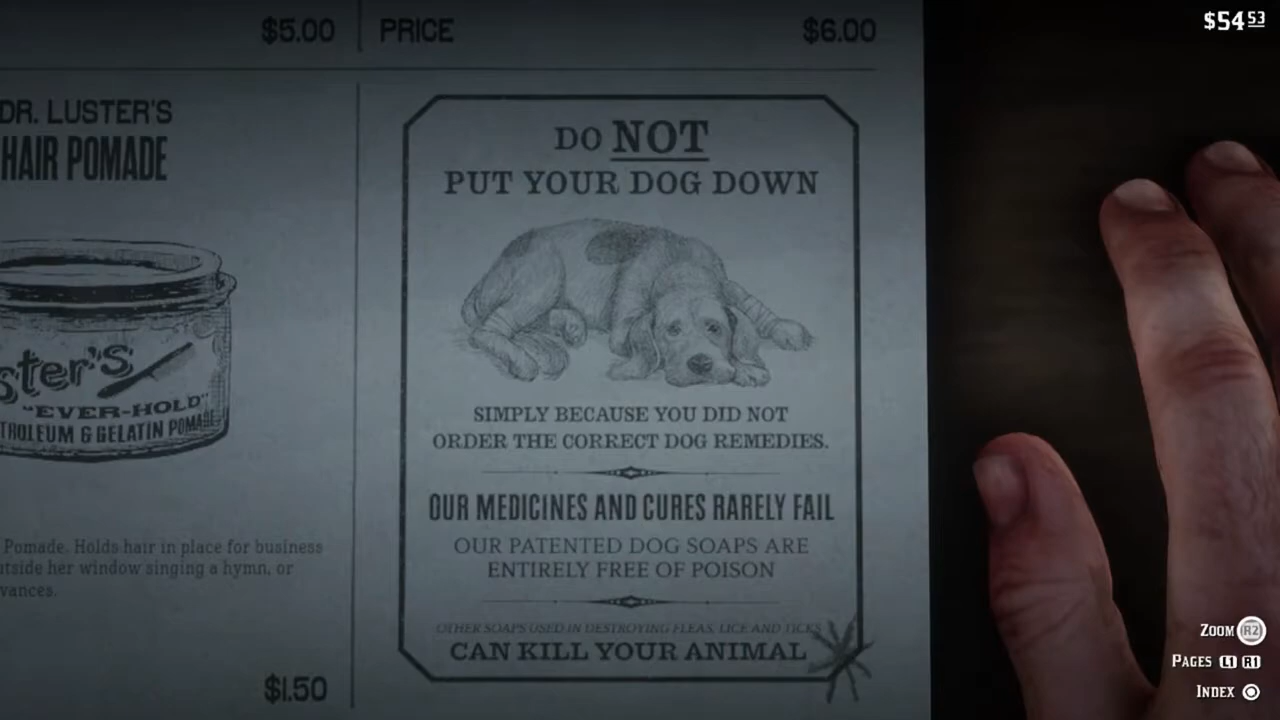 $54 53
$5.00
PRICE $6.00
DR. LUSTER'S
HAIR POMADE
ster's
"EVER-HOLD"
TROLEUM & GELATIN POMADE
Pomade. Holds hair in place for business
utside her window singing a hymn, or
vances.
$1.50
DO NOT
PUT YOUR DOG DOWN
SIMPLY BECAUSE YOU DID NOT
ORDER THE CORRECT DOG REMEDIES.
OUR MEDICINES AND CURES RARELY FAIL
OUR PATENTED DOG SOAPS ARE
ENTIRELY FREE OF POISON
OTHER SOAPS USED IN DESTROYING FLEAS, LICE AND TICKS
CAN KILL YOUR ANIMAL
ZOOM R2
PAGES L1 R1
INDEX